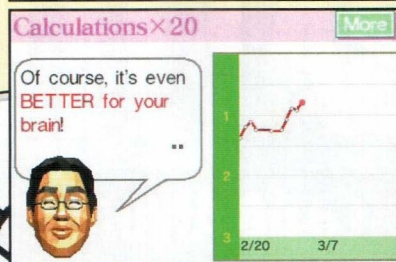 Calculations×20
More
Of course, it's even
BETTER for your
brain!
1
2
3
2/20 3/7